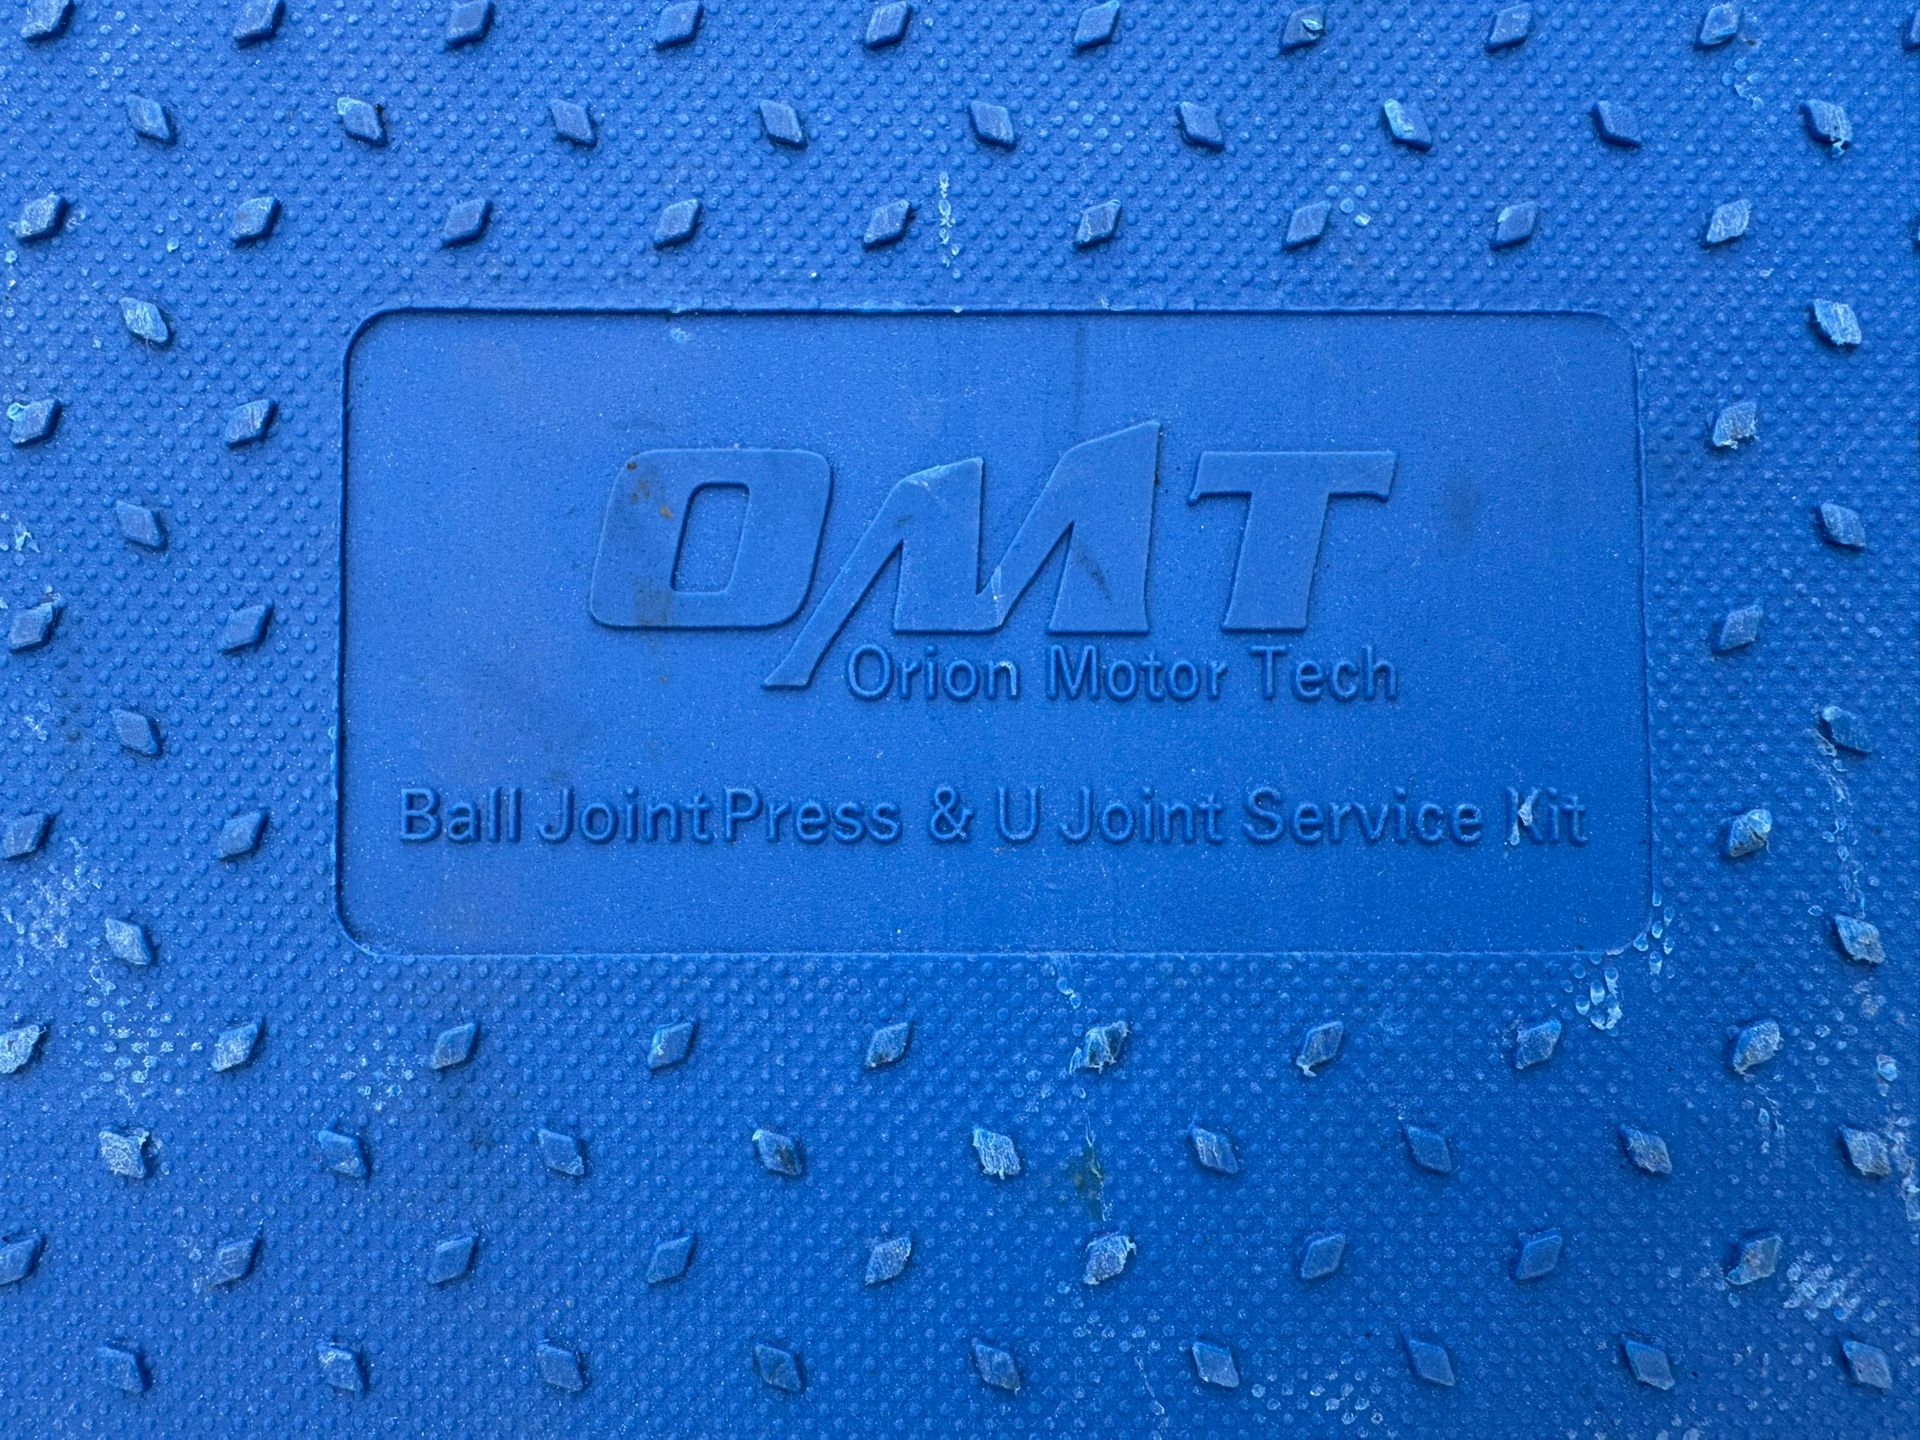 OMT
Orion Motor Tech
Ball Joint Press & U Joint Service Kit